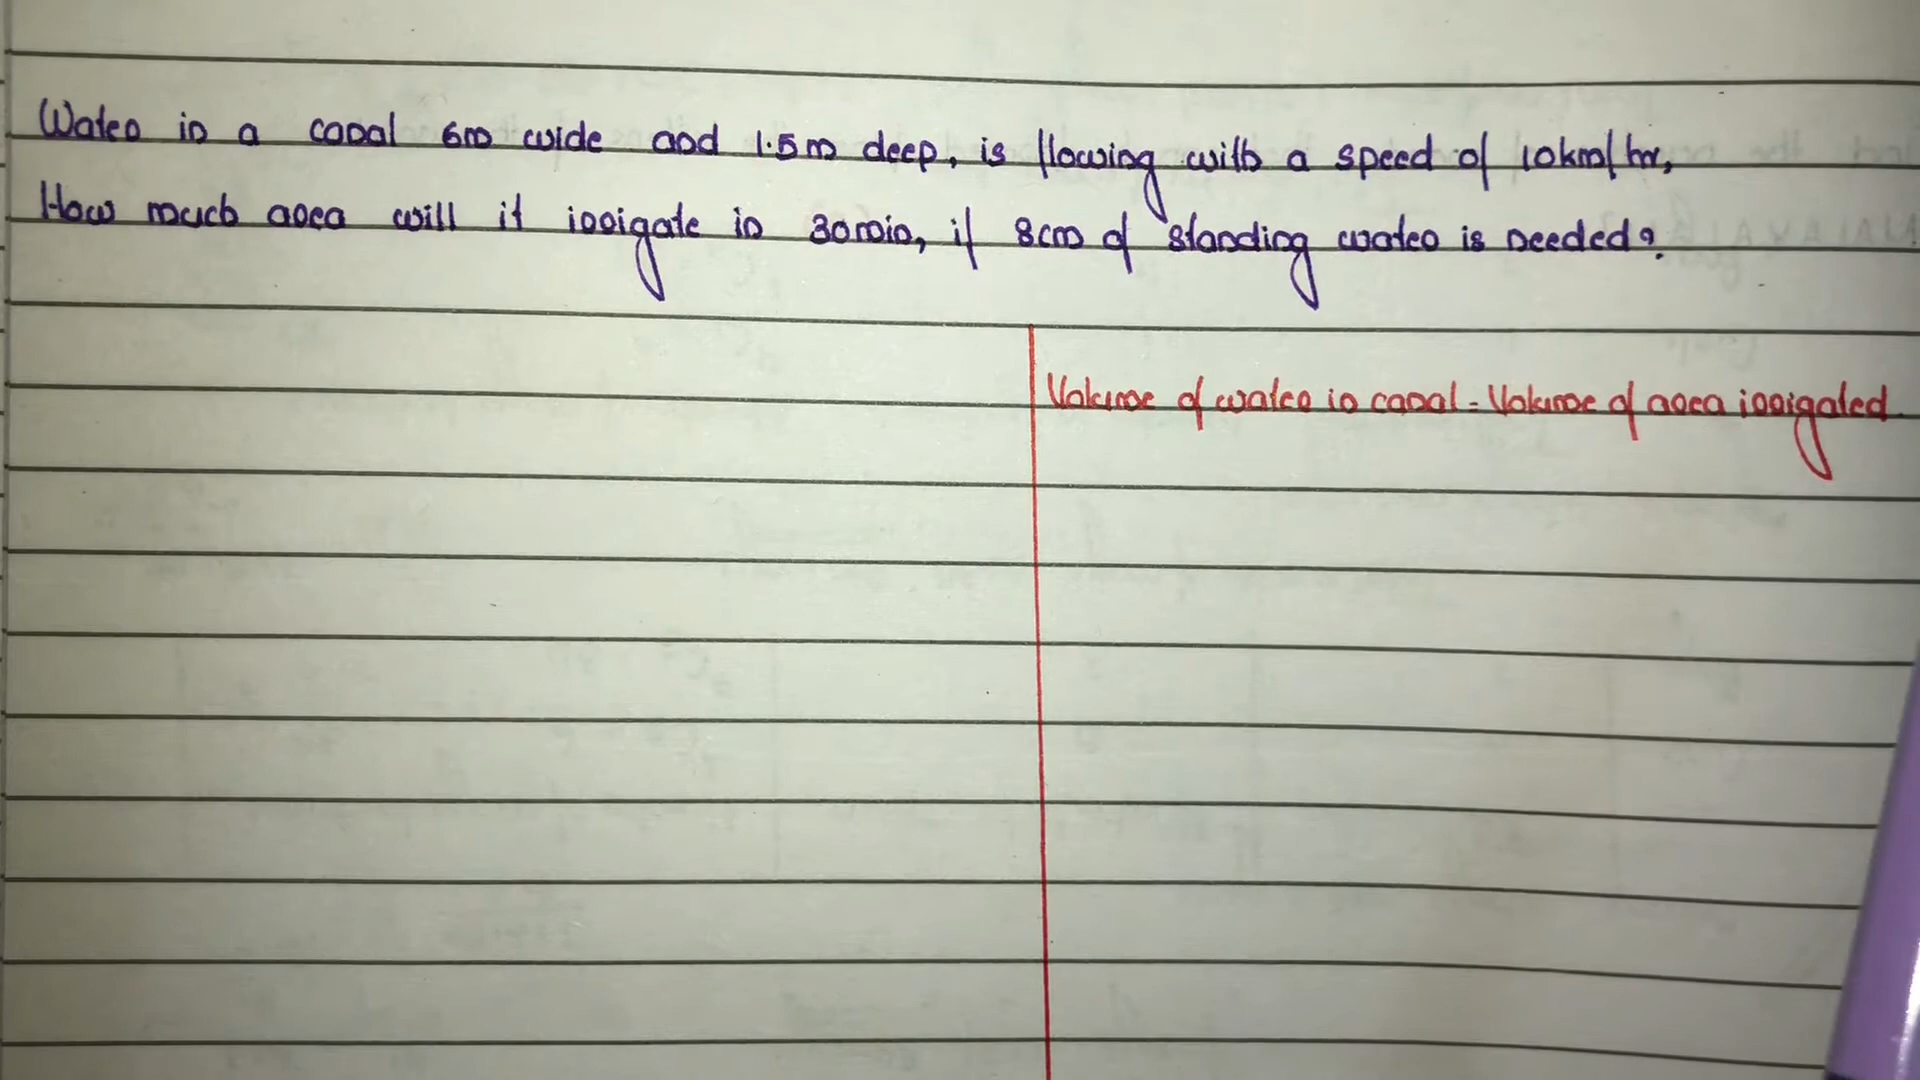 Water in a canal 6m wide and 1.5m deep, is flowing with a speed of 10km/hr,
How much area will it irrigate in 30min, if 8cm of standing water is needed?
Volume of water in canal = Volume of area irrigated